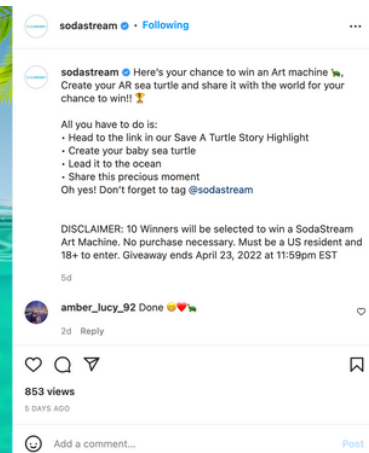 sodastream • Following
sodastream Here's your chance to win an Art machine 🐢,
Create your AR sea turtle and share it with the world for your
chance to win!! 🏆
All you have to do is:
• Head to the link in our Save A Turtle Story Highlight
• Create your baby sea turtle
• Lead it to the ocean
• Share this precious moment
Oh yes! Don't forget to tag @sodastream
DISCLAIMER: 10 Winners will be selected to win a SodaStream
Art Machine. No purchase necessary. Must be a US resident and
18+ to enter. Giveaway ends April 23, 2022 at 11:59pm EST
5d
amber_lucy_92 Done 😁❤️🐢
2d Reply
853 views
5 DAYS AGO
Add a comment...
Post